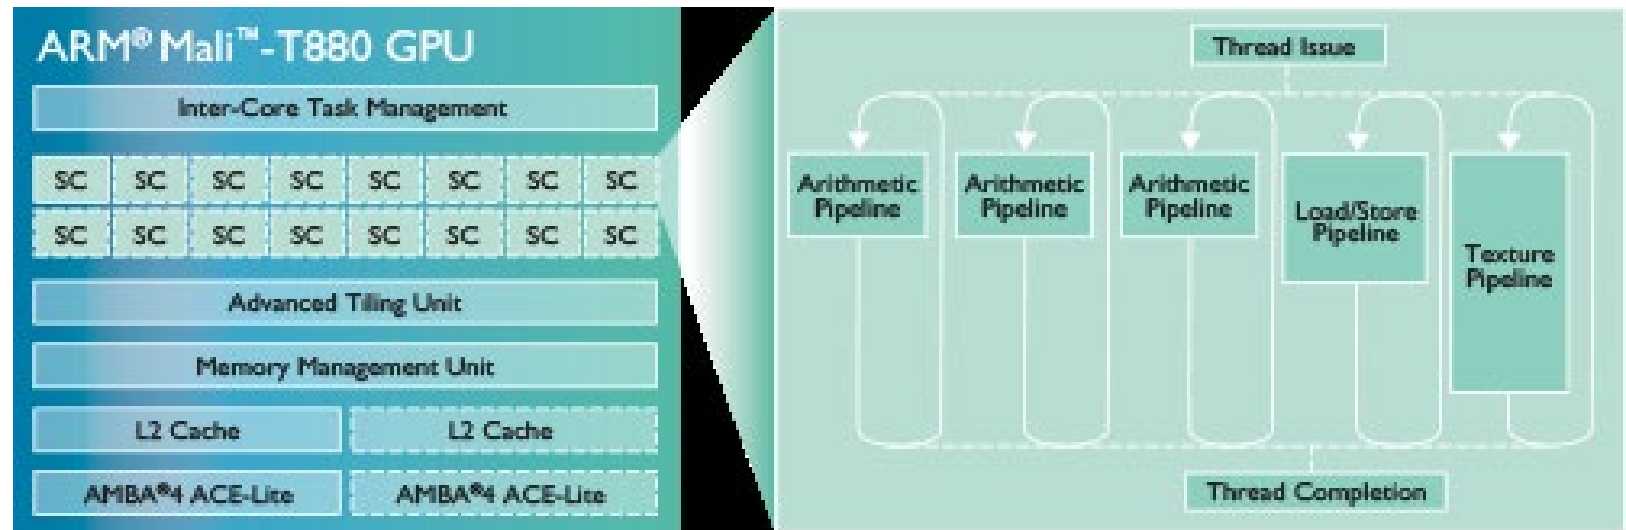 ARM® Mali™-T880 GPU
Inter-Core Task Management
SC SC SC SC SC SC SC SC
SC SC SC SC SC SC SC SC
Advanced Tiling Unit
Memory Management Unit
L2 Cache L2 Cache
AMBA®4 ACE-Lite AMBA®4 ACE-Lite
Thread Issue
Arithmetic
Pipeline
Arithmetic
Pipeline
Arithmetic
Pipeline
Load/Store
Pipeline
Texture
Pipeline
Thread Completion